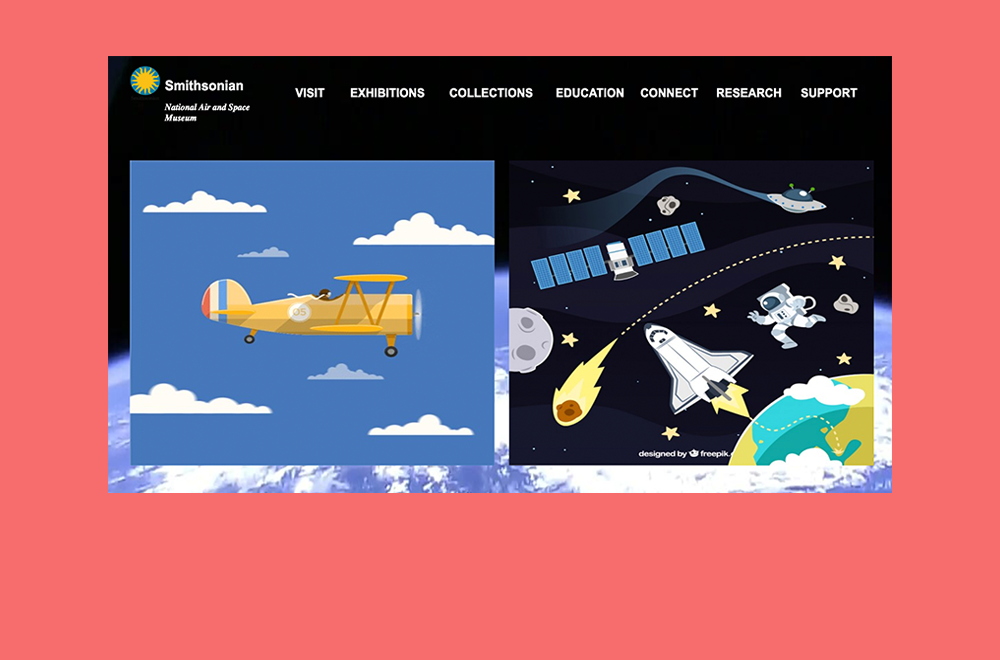 Smithsonian
National Air and Space
Museum
VISIT EXHIBITIONS COLLECTIONS EDUCATION CONNECT RESEARCH SUPPORT
35
designed by freepik.c